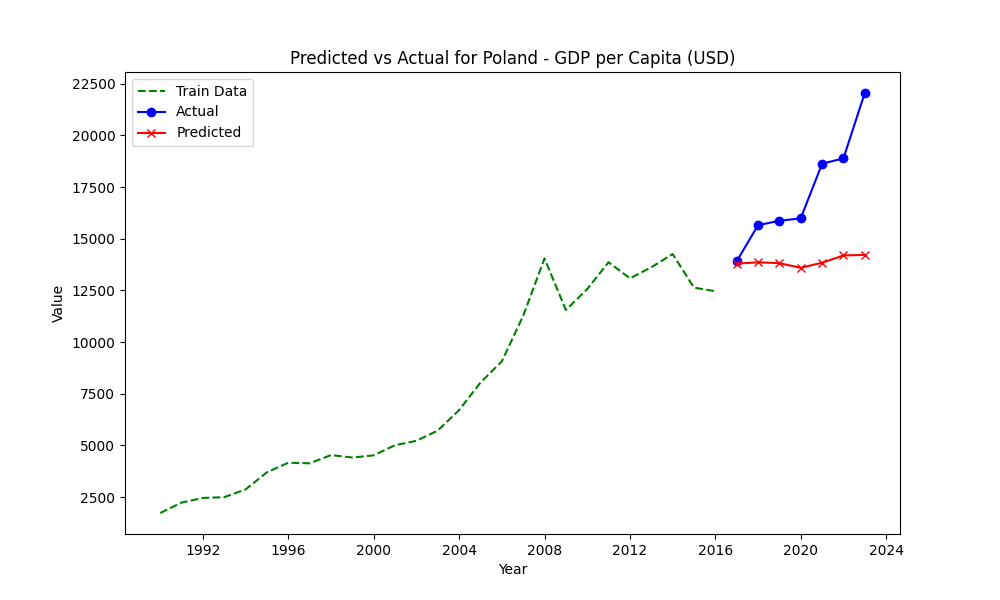 Predicted vs Actual for Poland - GDP per Capita (USD)
Train Data
Actual
Predicted
Value
22500
20000
17500
15000
12500
10000
7500
5000
2500
1992 1996 2000 2004 2008 2012 2016 2020 2024
Year